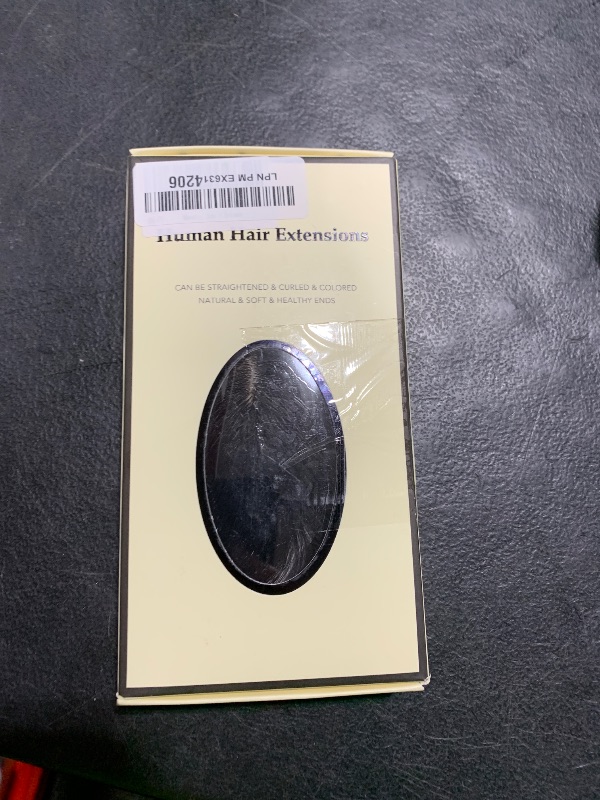 LPN PM EX6314206
Human Hair Extensions
CAN BE STRAIGHTENED & CURLED & COLORED
NATURAL & SOFT & HEALTHY ENDS